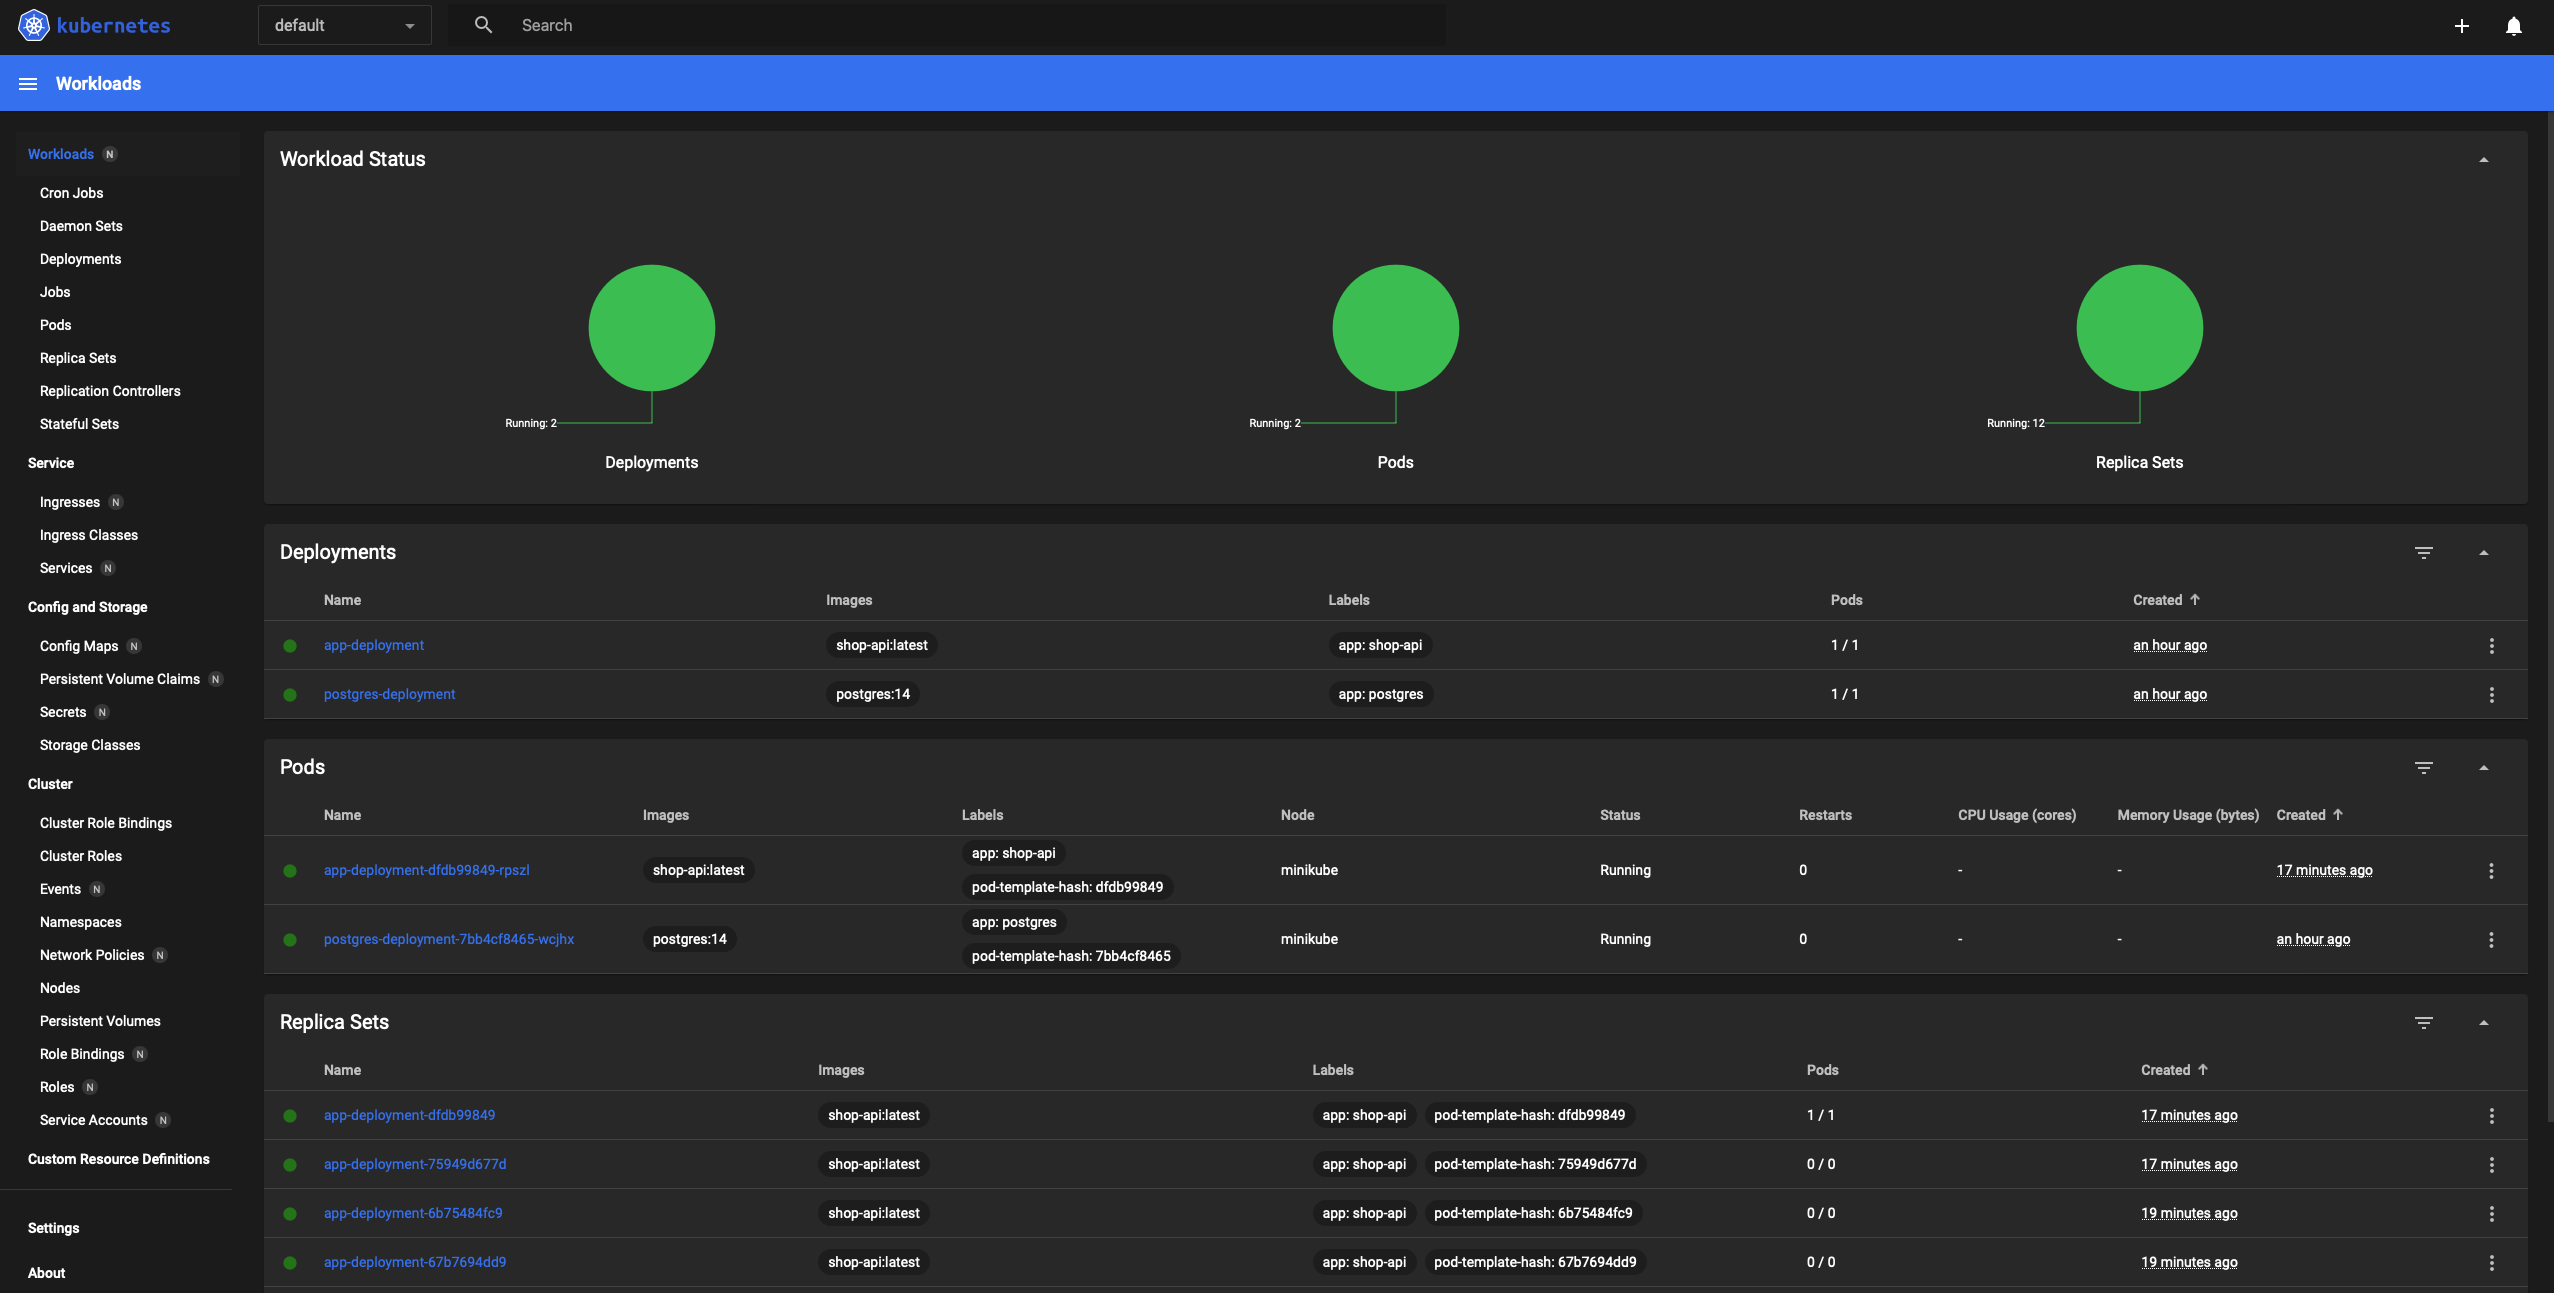 kubernetes
default
Search
Workloads
Workloads N
Cron Jobs
Daemon Sets
Deployments
Jobs
Pods
Replica Sets
Replication Controllers
Stateful Sets
Service
Ingresses N
Ingress Classes
Services N
Config and Storage
Config Maps N
Persistent Volume Claims N
Secrets N
Storage Classes
Cluster
Cluster Role Bindings
Cluster Roles
Events N
Namespaces
Network Policies N
Nodes
Persistent Volumes
Role Bindings N
Roles N
Service Accounts N
Custom Resource Definitions
Settings
About
Workload Status
Running: 2
Deployments
Running: 2
Pods
Running: 12
Replica Sets
Deployments
Name Images Labels Pods Created
app-deployment shop-api:latest app: shop-api 1 / 1 an hour ago
postgres-deployment postgres:14 app: postgres 1 / 1 an hour ago
Pods
Name Images Labels Node Status Restarts CPU Usage (cores) Memory Usage (bytes) Created
app: shop-api
app-deployment-dfdb99849-rpszl shop-api:latest minikube Running 0 - - 17 minutes ago
pod-template-hash: dfdb99849
app: postgres
postgres-deployment-7bb4cf8465-wcjhx postgres:14 minikube Running 0 - - an hour ago
pod-template-hash: 7bb4cf8465
Replica Sets
Name Images Labels Pods Created
app-deployment-dfdb99849 shop-api:latest app: shop-api pod-template-hash: dfdb99849 1 / 1 17 minutes ago
app-deployment-75949d677d shop-api:latest app: shop-api pod-template-hash: 75949d677d 0 / 0 17 minutes ago
app-deployment-6b75484fc9 shop-api:latest app: shop-api pod-template-hash: 6b75484fc9 0 / 0 19 minutes ago
app-deployment-67b7694dd9 shop-api:latest app: shop-api pod-template-hash: 67b7694dd9 0 / 0 19 minutes ago